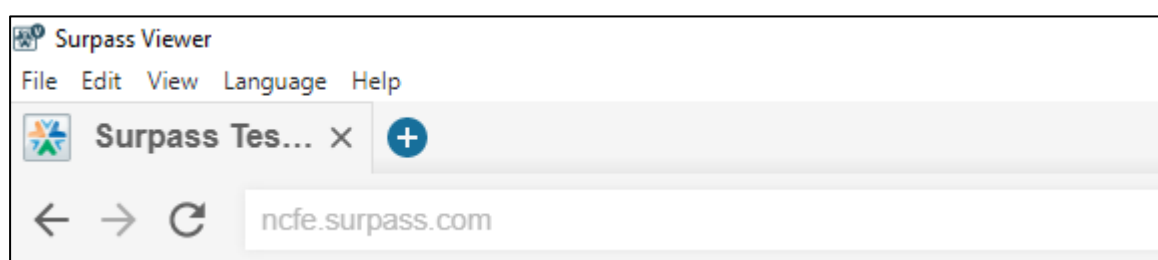 Surpass Viewer
File Edit View Language Help
Surpass Tes...
ncfe.surpass.com